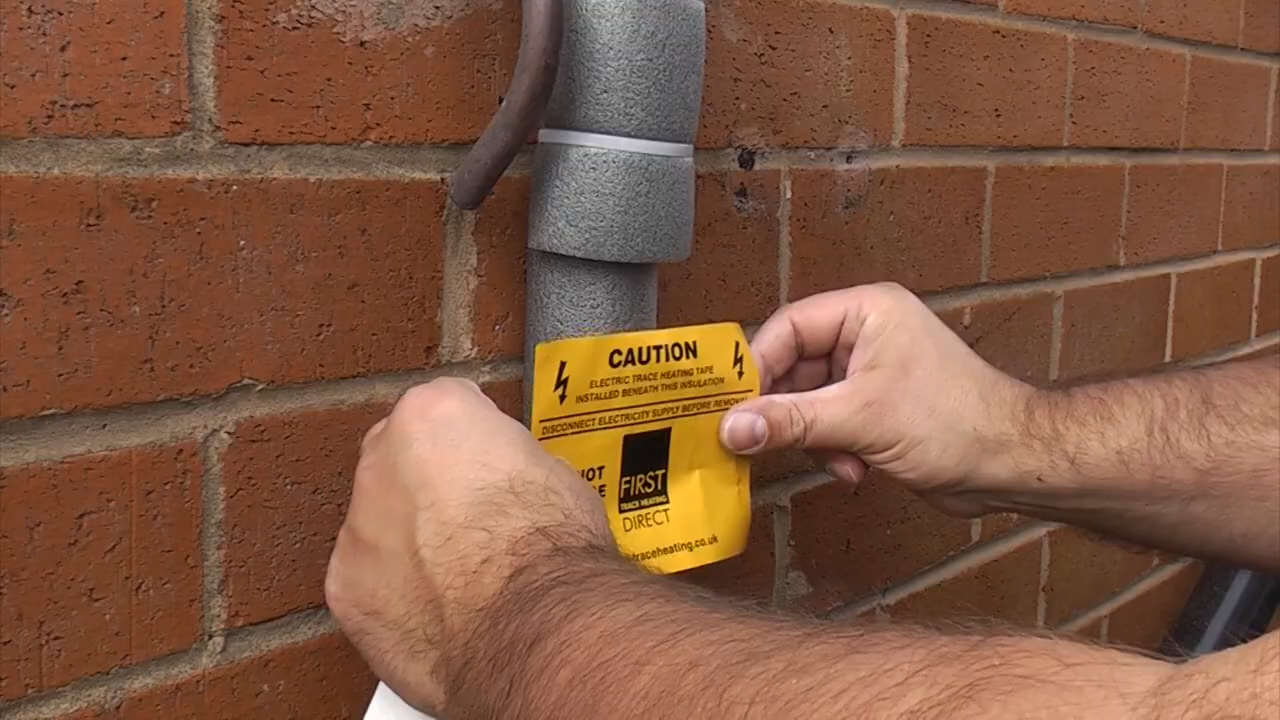 CAUTION
ELECTRIC TRACE HEATING TAPE
INSTALLED BENEATH THIS INSULATION
DISCONNECT ELECTRICITY SUPPLY BEFORE
FIRST
TRACE HEATING
DIRECT
traceheating.co.uk